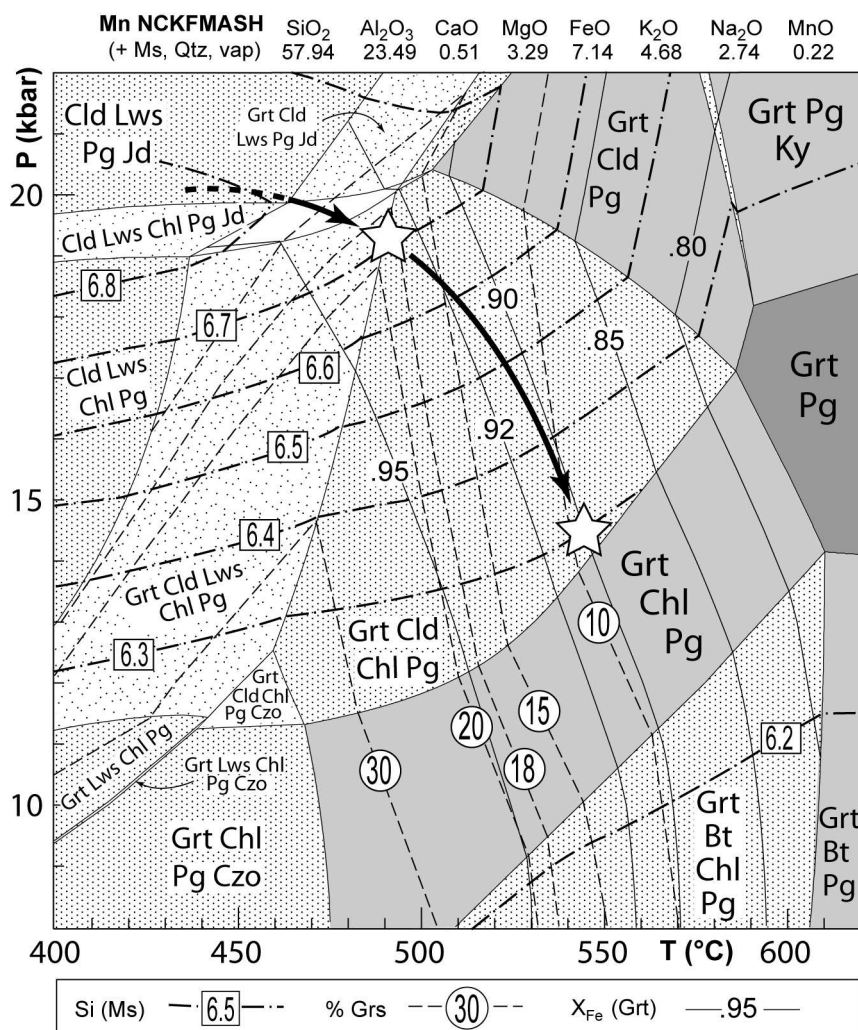 Mn NCKFMASH SiO2 Al2O3 CaO MgO FeO K2O Na2O MnO
(+ Ms, Qtz, vap) 57.94 23.49 0.51 3.29 7.14 4.68 2.74 0.22
P (kbar)
20
15
10
Cld Lws
Pg Jd
Grt Cld
Lws Pg Jd
Grt
Cld
Pg
Grt Pg
Ky
Cld Lws Chl Pg Jd
6.8
6.7
.90
.80
Cld Lws
Chl Pg
6.6
.85
Grt
Pg
6.5
.92
.95
6.4
Grt Cld Lws
Chl Pg
6.3
Grt Cld
Chl Pg
Grt
Chl
Pg
10
Grt
Cld Chl
Pg Czo
Grt Lws Chl Pg
Grt Lws Chl
Pg Czo
30
20
15
18
6.2
Grt Chl
Pg Czo
Grt
Bt
Chl
Pg
Grt
Bt
Pg
400 450 500 550 T (°C) 600
Si (Ms) 6.5 % Grs 30 XFe (Grt) .95